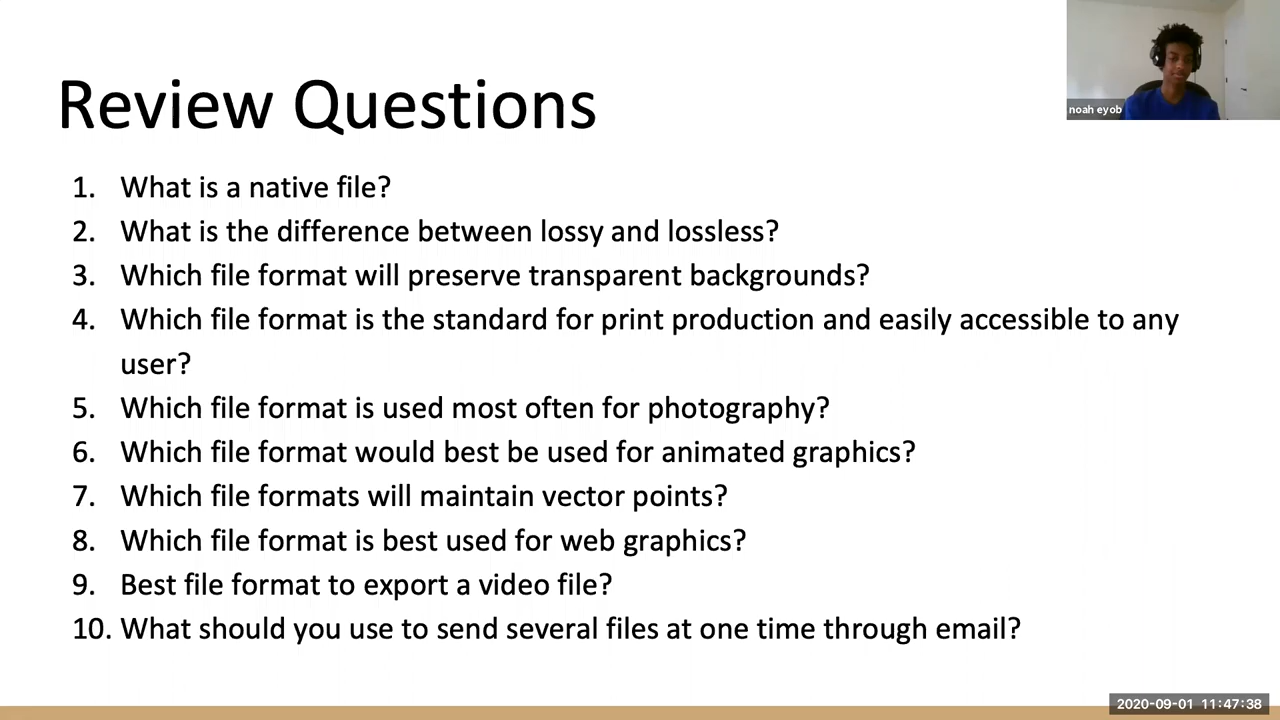 Review Questions
noah eyob
1. What is a native file?
2. What is the difference between lossy and lossless?
3. Which file format will preserve transparent backgrounds?
4. Which file format is the standard for print production and easily accessible to any
user?
5. Which file format is used most often for photography?
6. Which file format would best be used for animated graphics?
7. Which file formats will maintain vector points?
8. Which file format is best used for web graphics?
9. Best file format to export a video file?
10. What should you use to send several files at one time through email?
2020-09-01 11:47:38